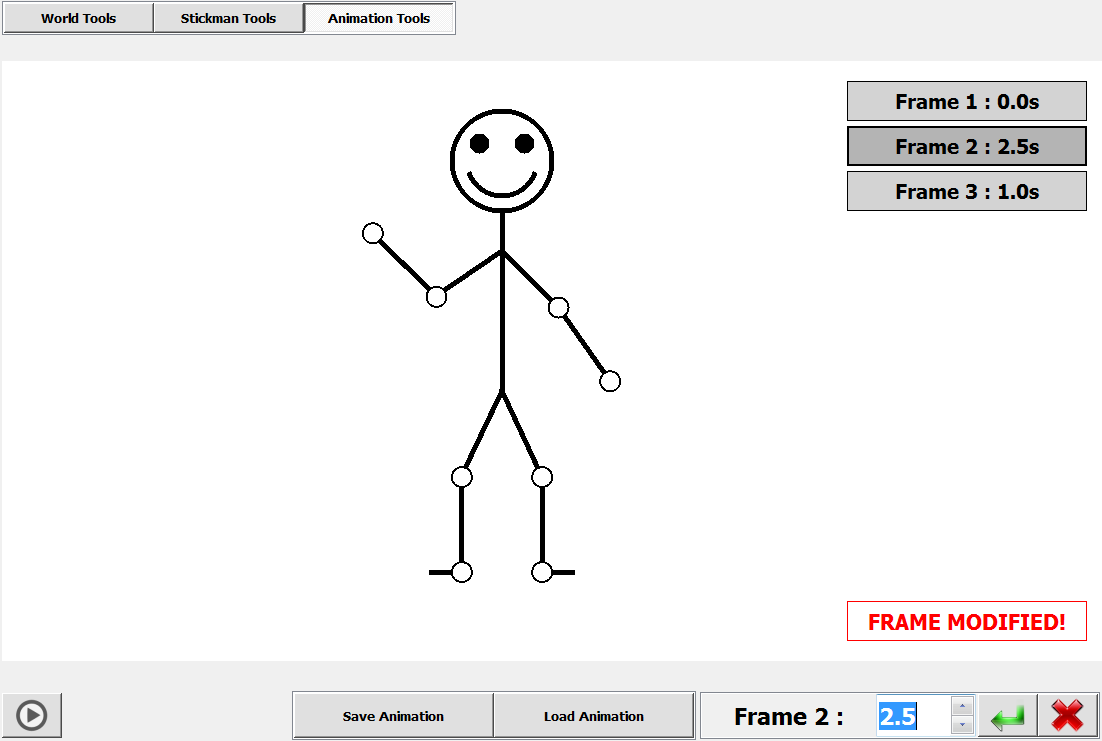 World Tools
Stickman Tools
Animation Tools
Frame 1 : 0.0s
Frame 2 : 2.5s
Frame 3 : 1.0s
FRAME MODIFIED!
Save Animation
Load Animation
Frame 2 :
2.5